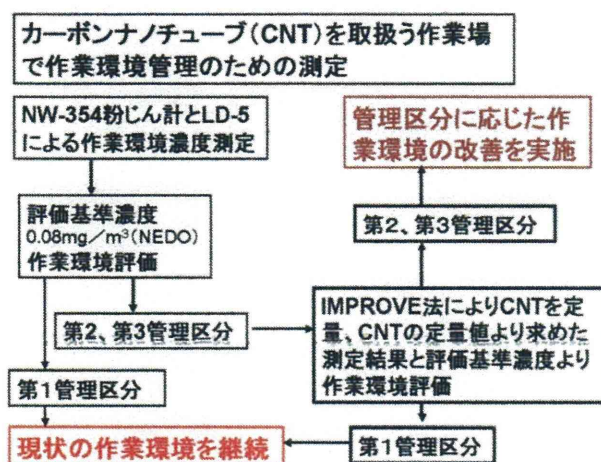 カーボンナノチューブ(CNT)を取扱う作業場
で作業環境管理のための測定
NW-354粉じん計とLD-5
による作業環境濃度測定
評価基準濃度
0.08mg/m³(NEDO)
作業環境評価
第2、第3管理区分
第1管理区分
現状の作業環境を継続
管理区分に応じた作
業環境の改善を実施
第2、第3管理区分
IMPROVE法によりCNTを定
量、CNTの定量値より求めた
測定結果と評価基準濃度より
作業環境評価
第1管理区分